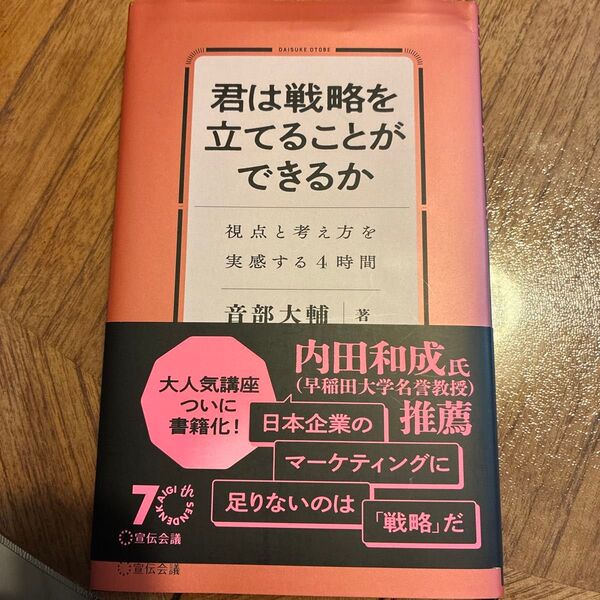 DAISUKE OTOBE
君は戦略を
立てることが
できるか
視点と考え方を
実感する4時間
音部大輔 著
大人気講座
ついに
書籍化!
内田和成氏
(早稲田大学名誉教授)
推薦
日本企業の
マーケティングに
足りないのは
「戦略」だ
70th SENDENKAIGI
宣伝会議
宣伝会議